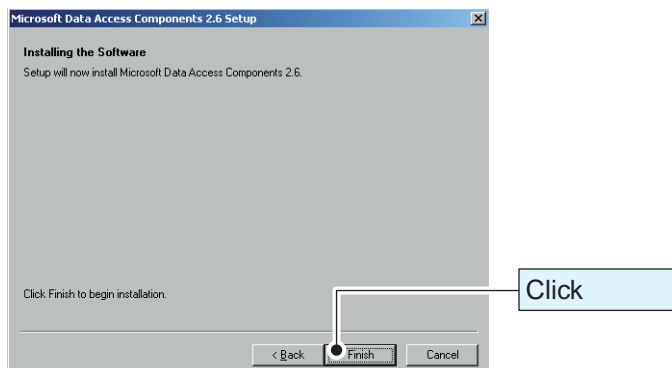 Microsoft Data Access Components 2.6 Setup
Installing the Software
Setup will now install Microsoft Data Access Components 2.6.
Click Finish to begin installation.
Click
< Back
Finish
Cancel